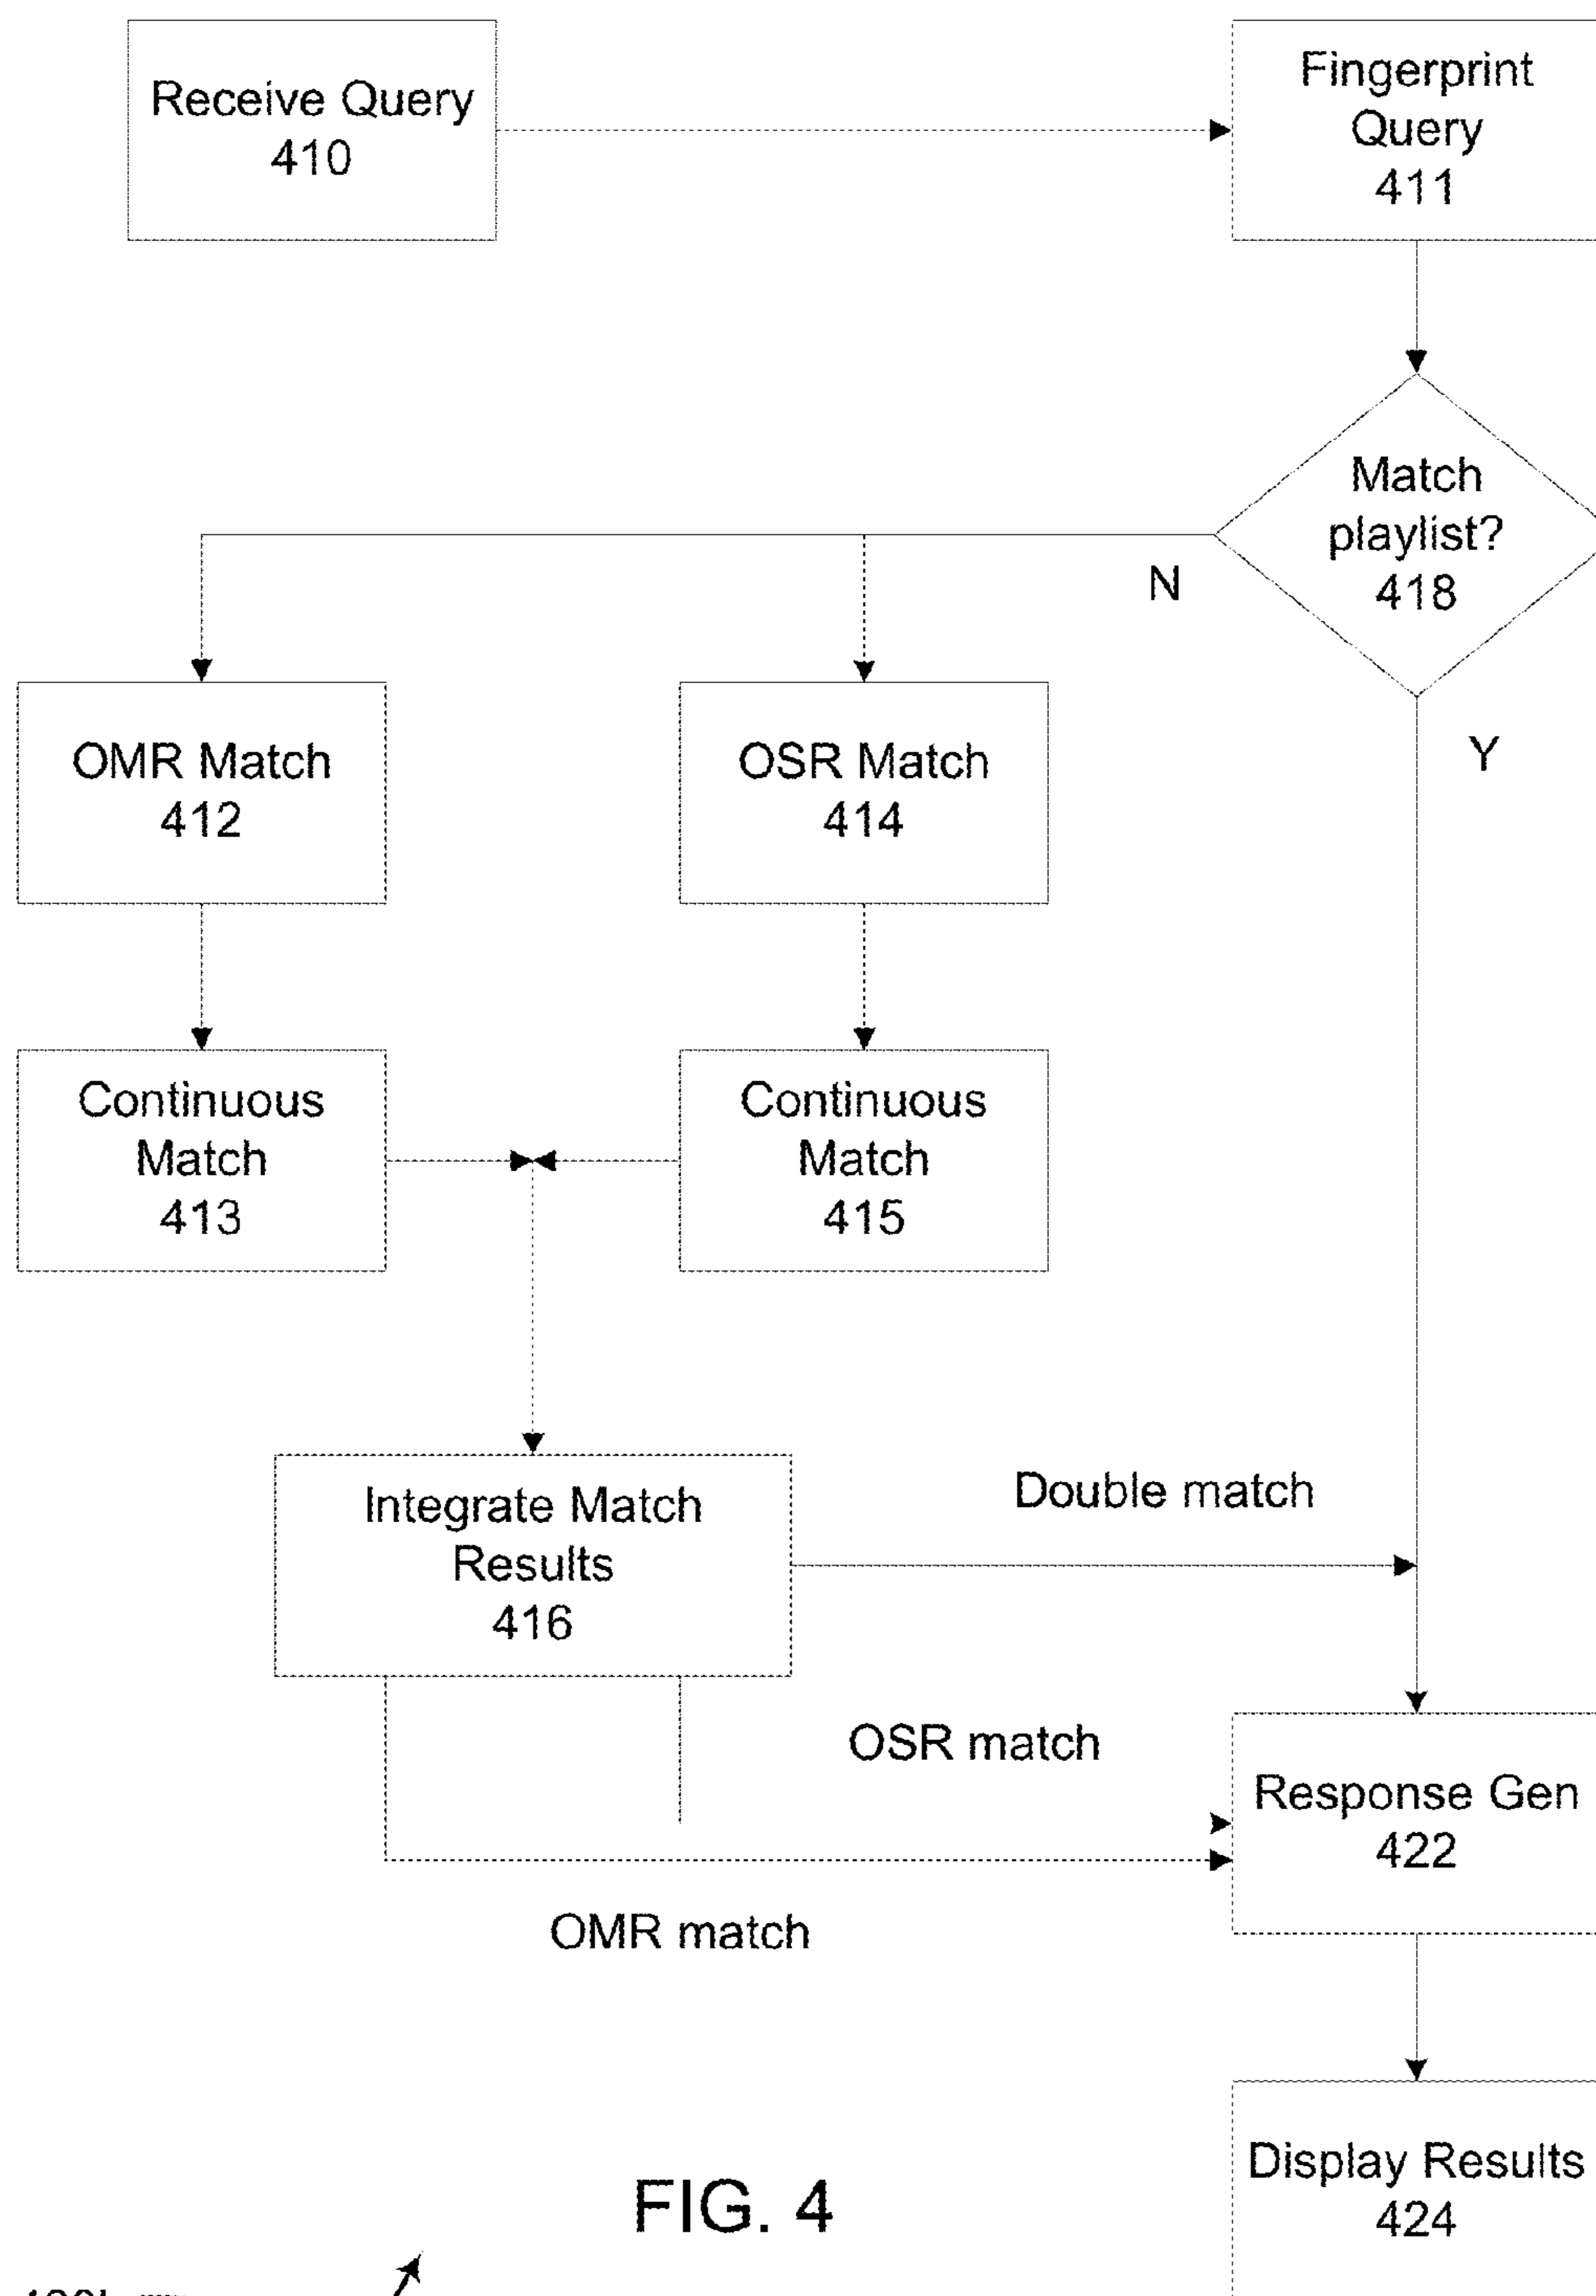 Receive Query
410
Fingerprint
Query
411
Match
playlist?
418
N
Y
OMR Match
412
OSR Match
414
Continuous
Match
413
Continuous
Match
415
Integrate Match
Results
416
Double match
OSR match
OMR match
Response Gen
422
Display Results
424
FIG. 4